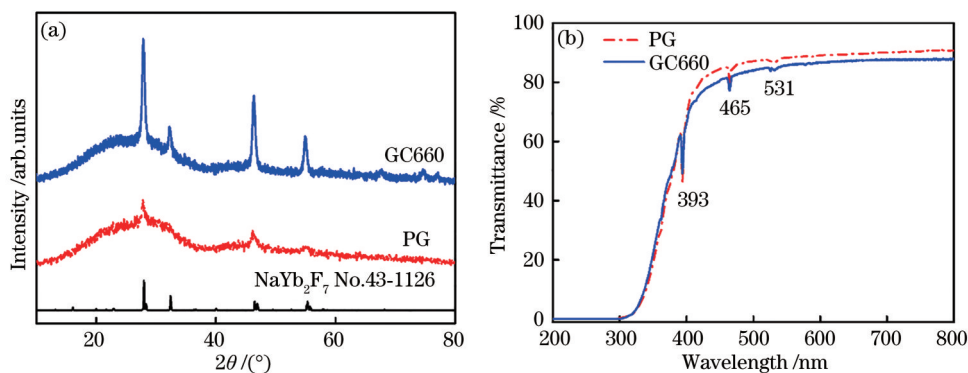 (a)
Intensity /arb.units
GC660
PG
NaYb₂F₇ No.43-1126
20
40
60
80
2θ /(°)
(b)
PG
GC660
100
80
60
40
20
0
465
531
393
Transmittance /%
200
300
400
500
600
700
800
Wavelength /nm